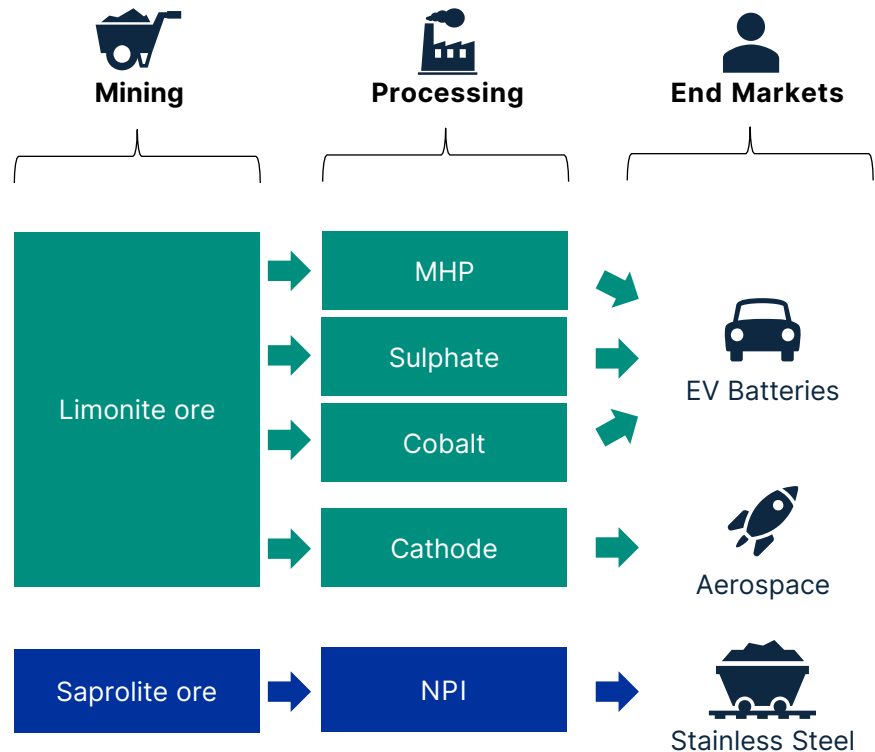 Mining
Processing
End Markets
Limonite ore
MHP
Sulphate
Cobalt
Cathode
EV Batteries
Aerospace
Saprolite ore
NPI
Stainless Steel